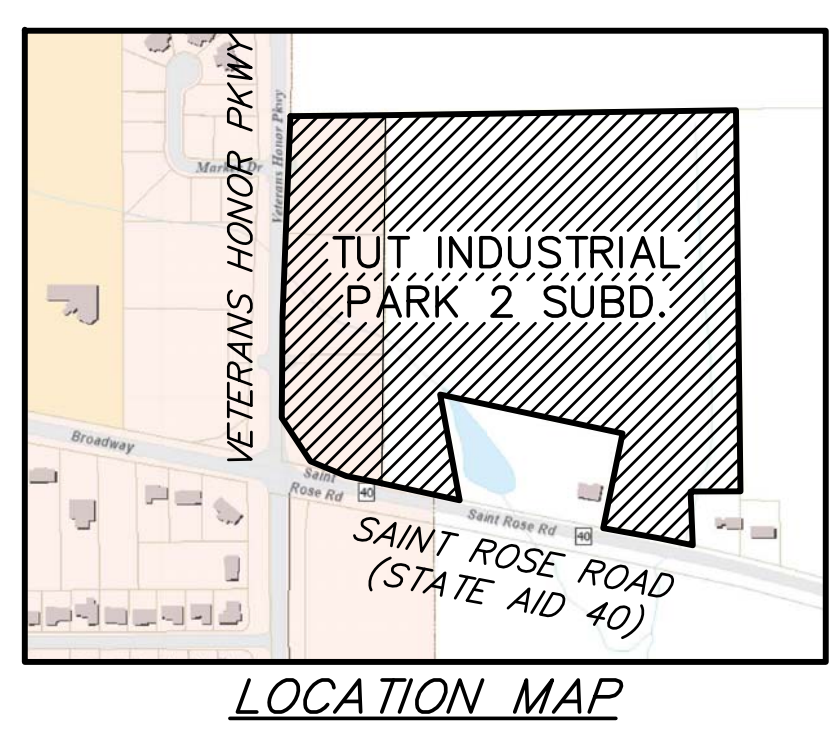 VETERANS HONOR PKWY
Veterans Honor Pkwy
TUT INDUSTRIAL
PARK 2 SUBD.
Broadway
Saint
Rose Rd
40
Saint Rose Rd
40
SAINT ROSE ROAD
(STATE AID 40)
LOCATION MAP